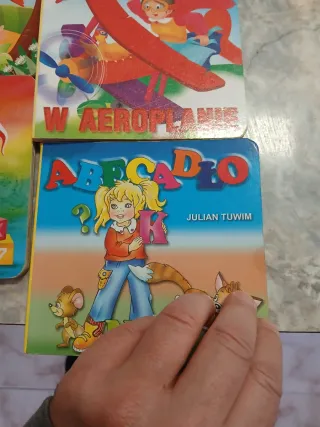 W AEROPLANIE
ABECADŁO
JULIAN TUWIM
?
K